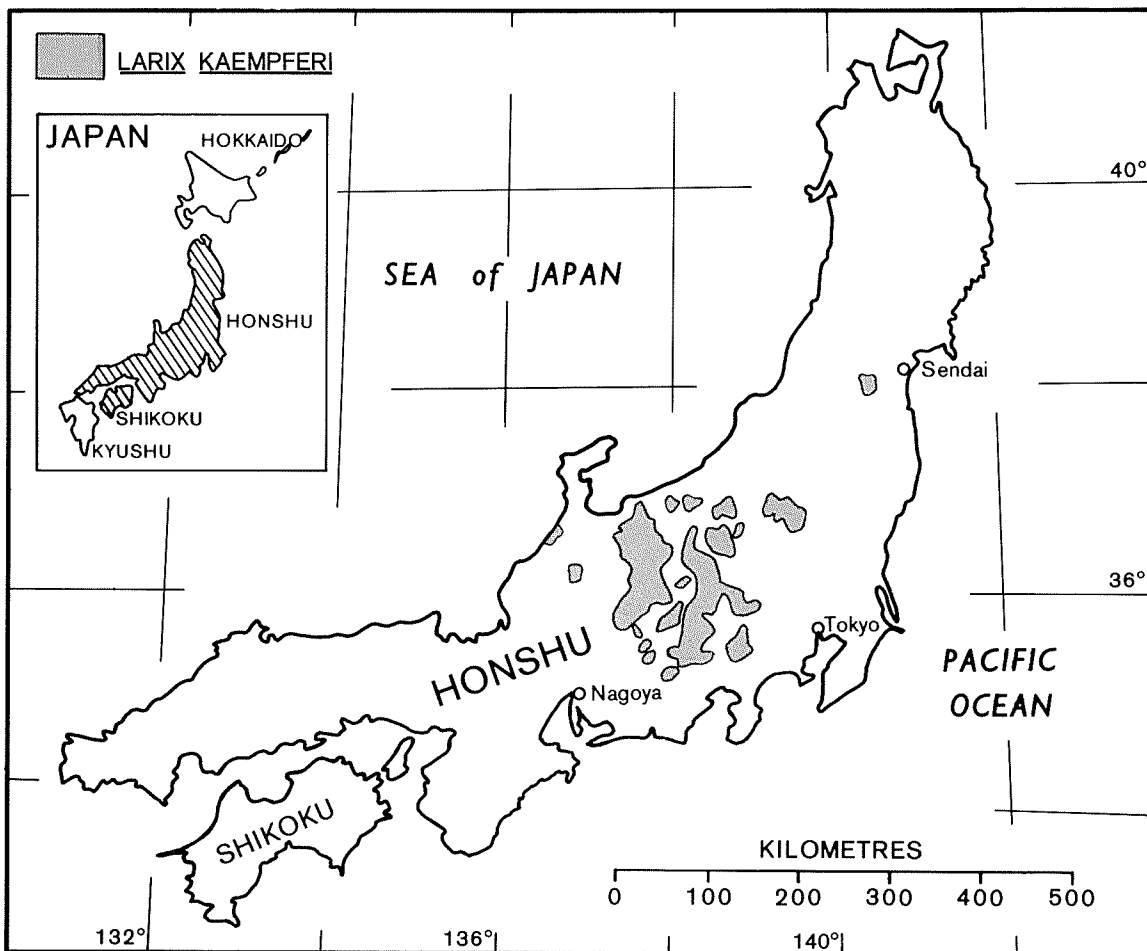 LARIX KAEMPFERI
JAPAN
HOKKAIDO
HONSHU
SHIKOKU
KYUSHU
SEA of JAPAN
40°
Sendai
36°
Tokyo
HONSHU
PACIFIC
OCEAN
Nagoya
SHIKOKU
KILOMETRES
0 100 200 300 400 500
132° 136° 140°